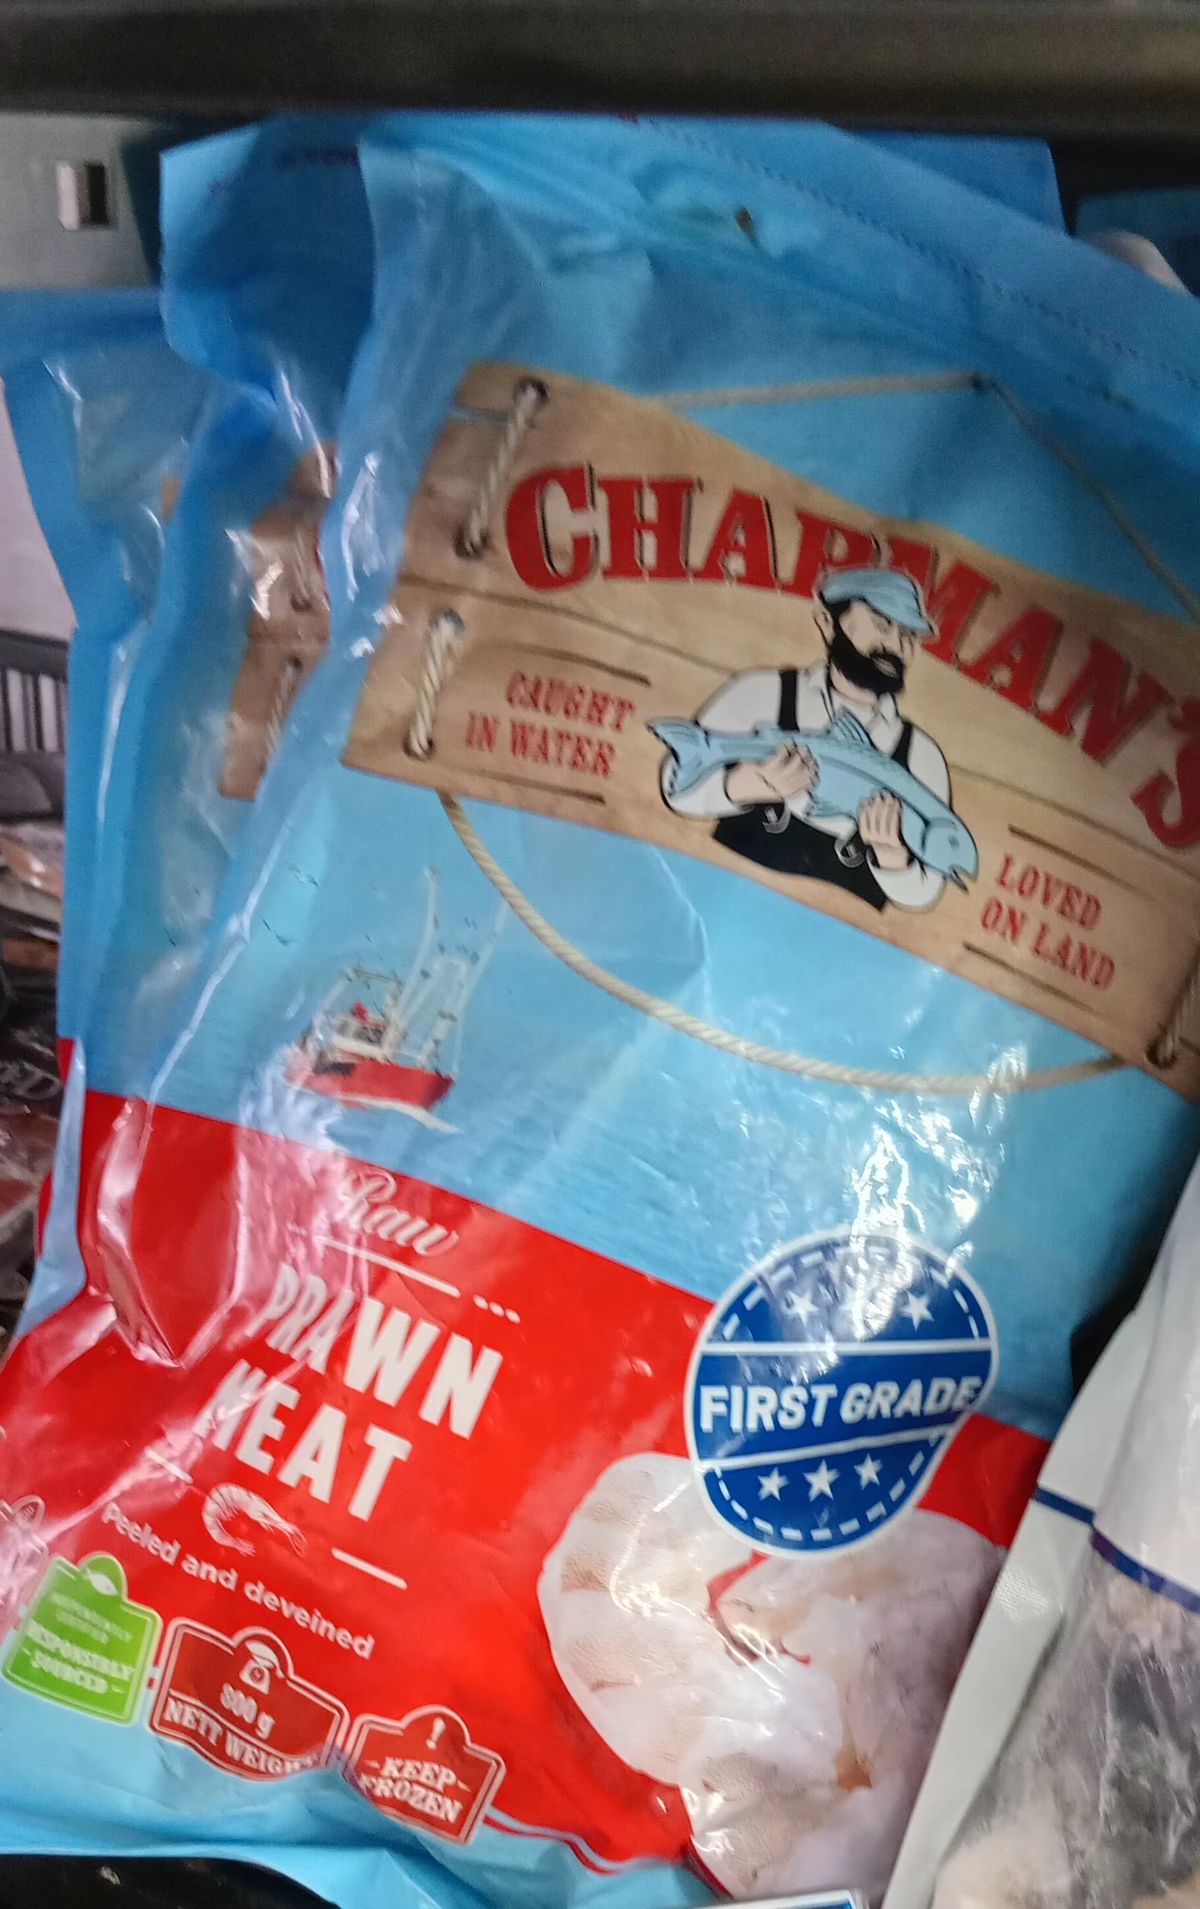 CHAPMAN'S
CAUGHT
IN WATER
LOVED
ON LAND
Raw
PRAWN
MEAT
Peeled and deveined
FIRST GRADE
RESPONSIBLY
SOURCED
800 g
NETT WEIGHT
KEEP
FROZEN